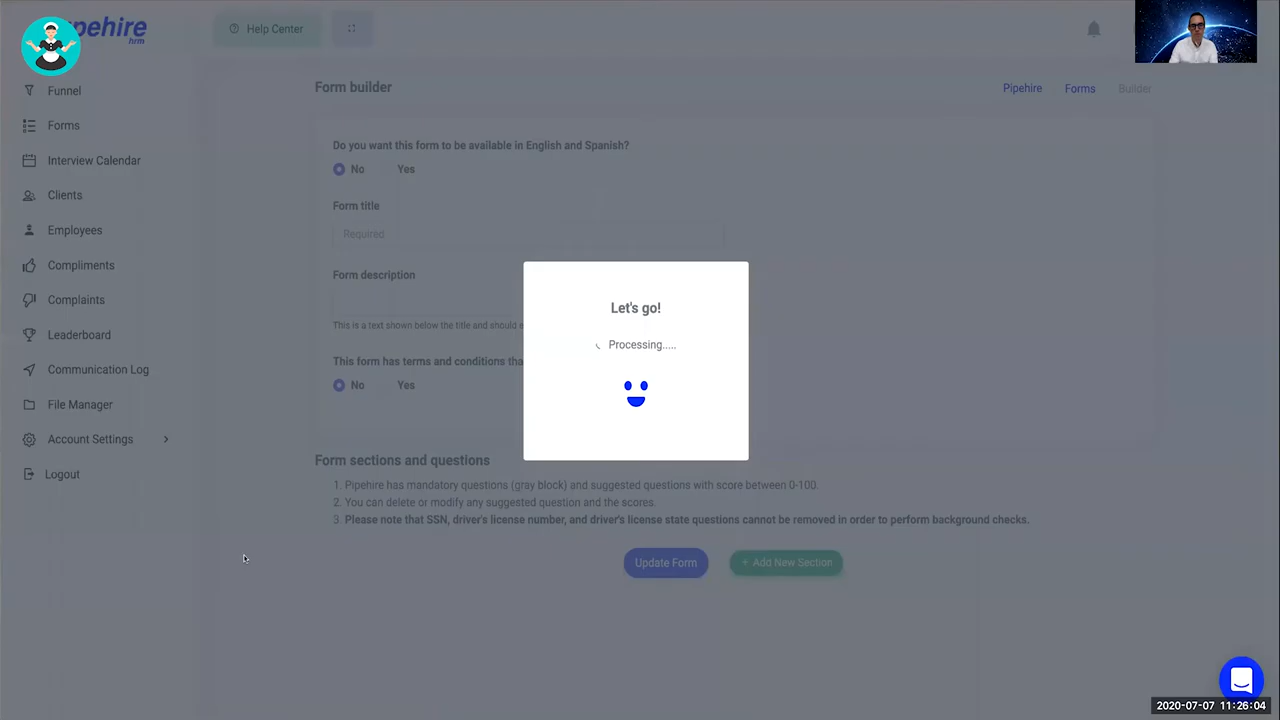 pehire
hrm
Help Center
Funnel
Forms
Interview Calendar
Clients
Employees
Compliments
Complaints
Leaderboard
Communication Log
File Manager
Account Settings
Logout
Form builder
Pipehire
Forms
Builder
Do you want this form to be available in English and Spanish?
No Yes
Form title
Required
Form description
This is a text shown below the title and should
This form has terms and conditions tha
No Yes
Let's go!
Processing.....
Form sections and questions
1. Pipehire has mandatory questions (gray block) and suggested questions with score between 0-100.
2. You can delete or modify any suggested question and the scores.
3. Please note that SSN, driver's license number, and driver's license state questions cannot be removed in order to perform background checks.
Update Form
+ Add New Section
2020-07-07 11:26:04